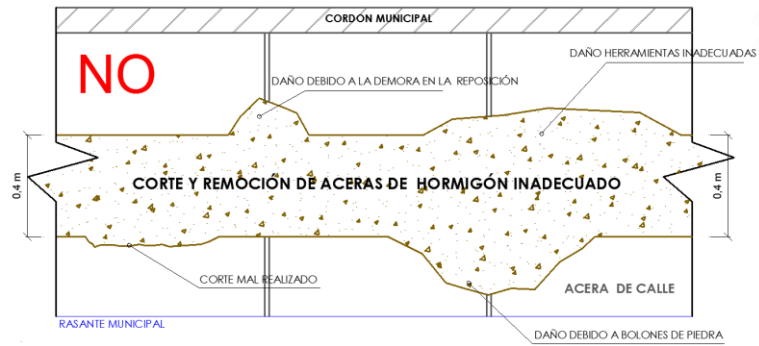 CORDÓN MUNICIPAL
NO
DAÑO HERRAMIENTAS INADECUADAS
DAÑO DEBIDO A LA DEMORA EN LA REPOSICIÓN
0,4 m
CORTE Y REMOCIÓN DE ACERAS DE HORMIGÓN INADECUADO
0,4 m
CORTE MAL REALIZADO
ACERA DE CALLE
RASANTE MUNICIPAL
DAÑO DEBIDO A BOLONES DE PIEDRA